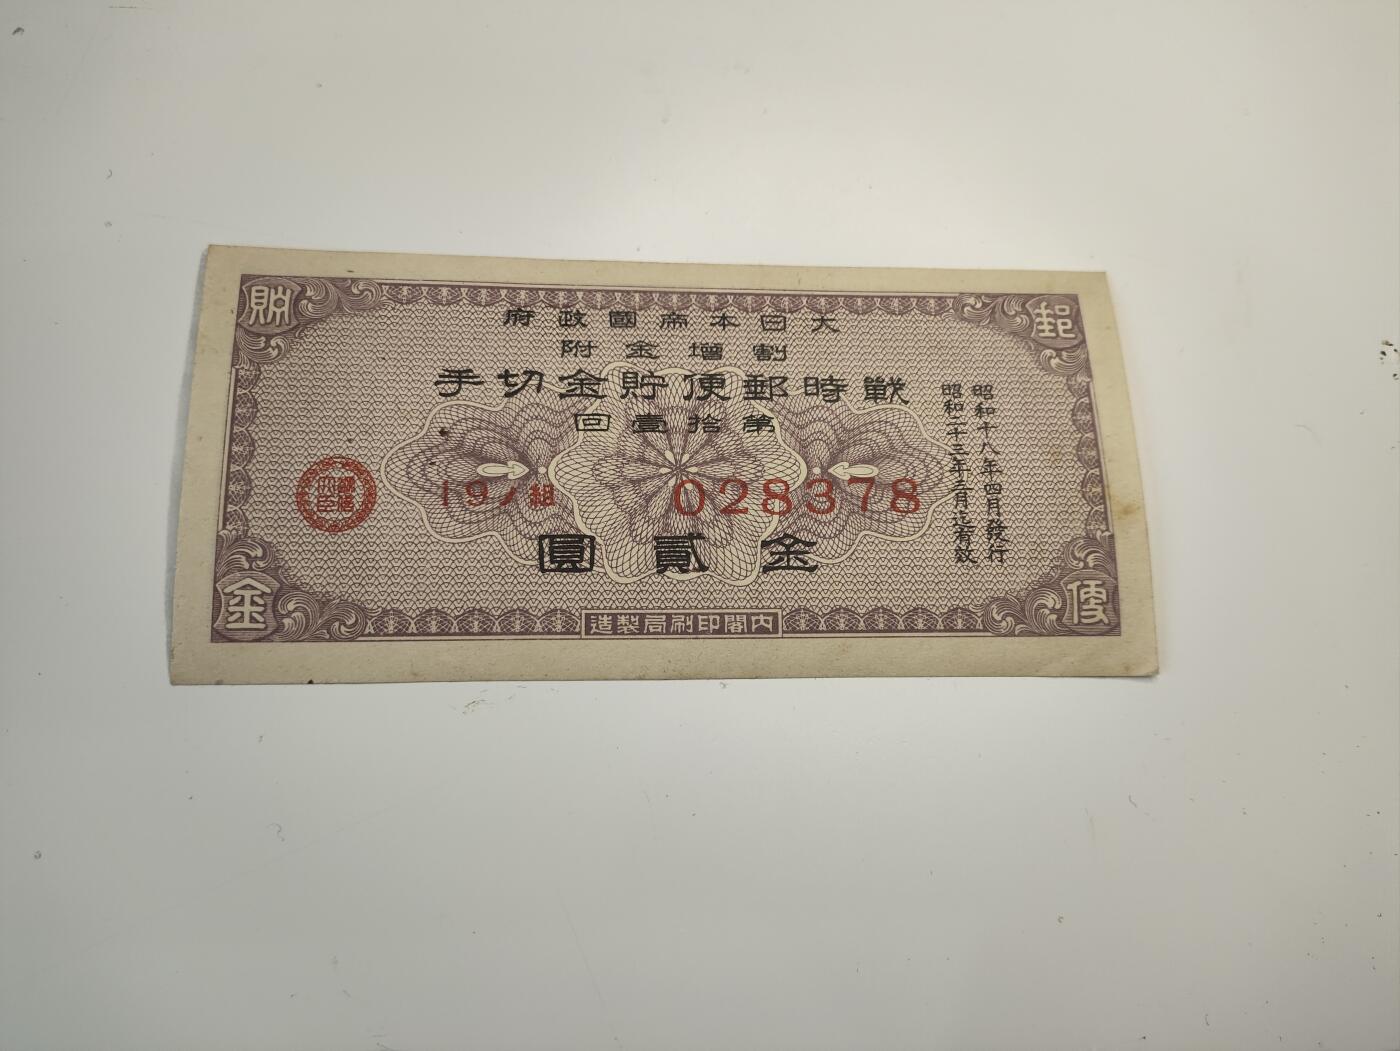 郵便貯金
大日本帝國政府
割增金附
戰時郵便貯金切手
第拾壹回
昭和十八年四月發行
昭和二十三年三月迄有效
19ノ組 028378
金貳圓
内閣印刷局製造